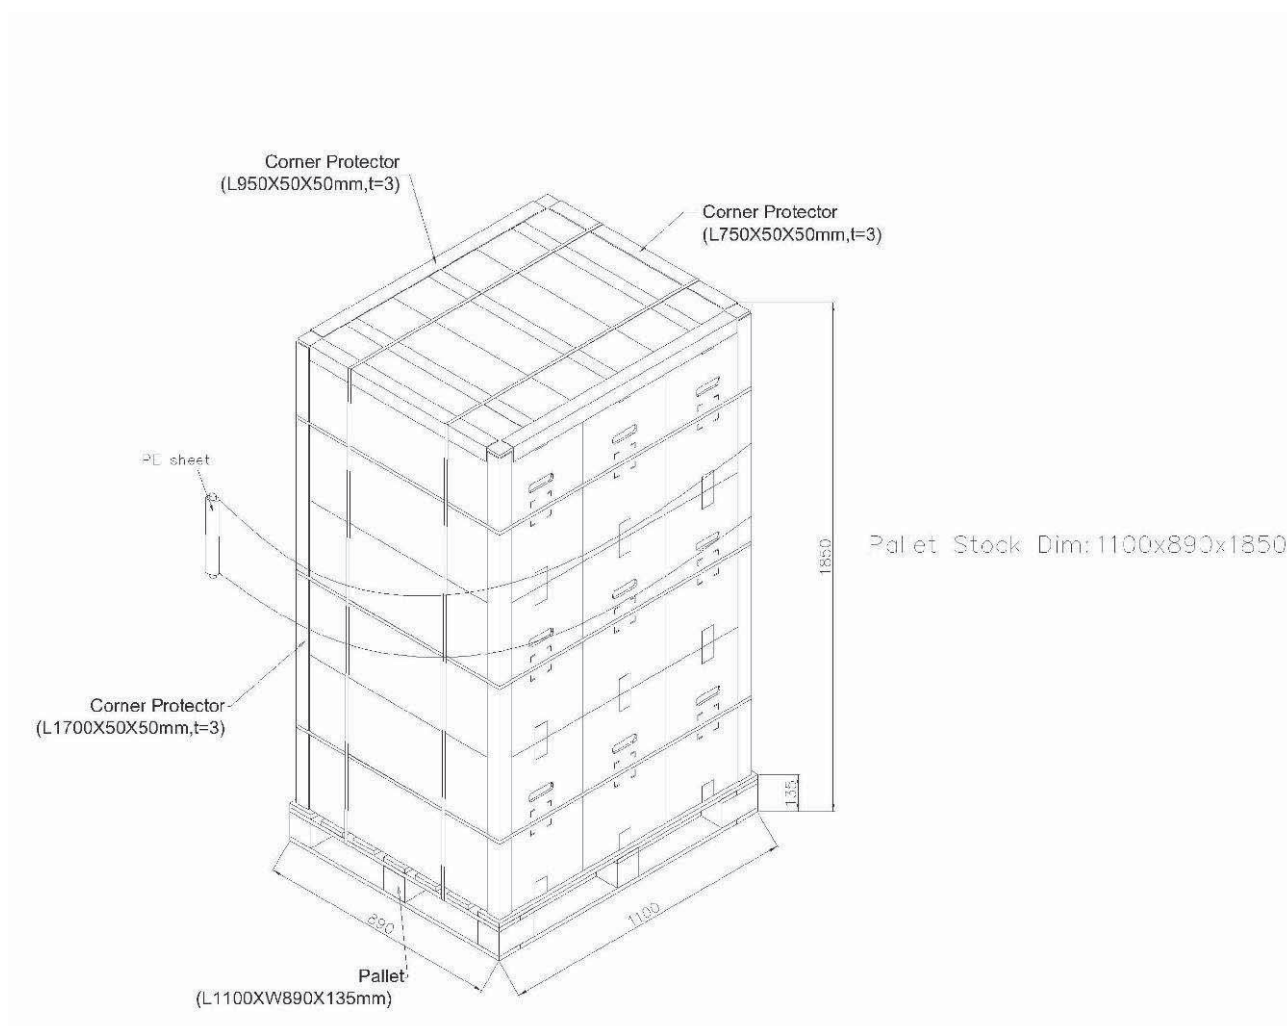 Corner Protector
(L950X50X50mm,t=3)
Corner Protector
(L750X50X50mm,t=3)
PE sheet
1850
Pallet Stock Dim:1100x890x1850
Corner Protector
(L1700X50X50mm,t=3)
135
890
1100
Pallet
(L1100XW890X135mm)